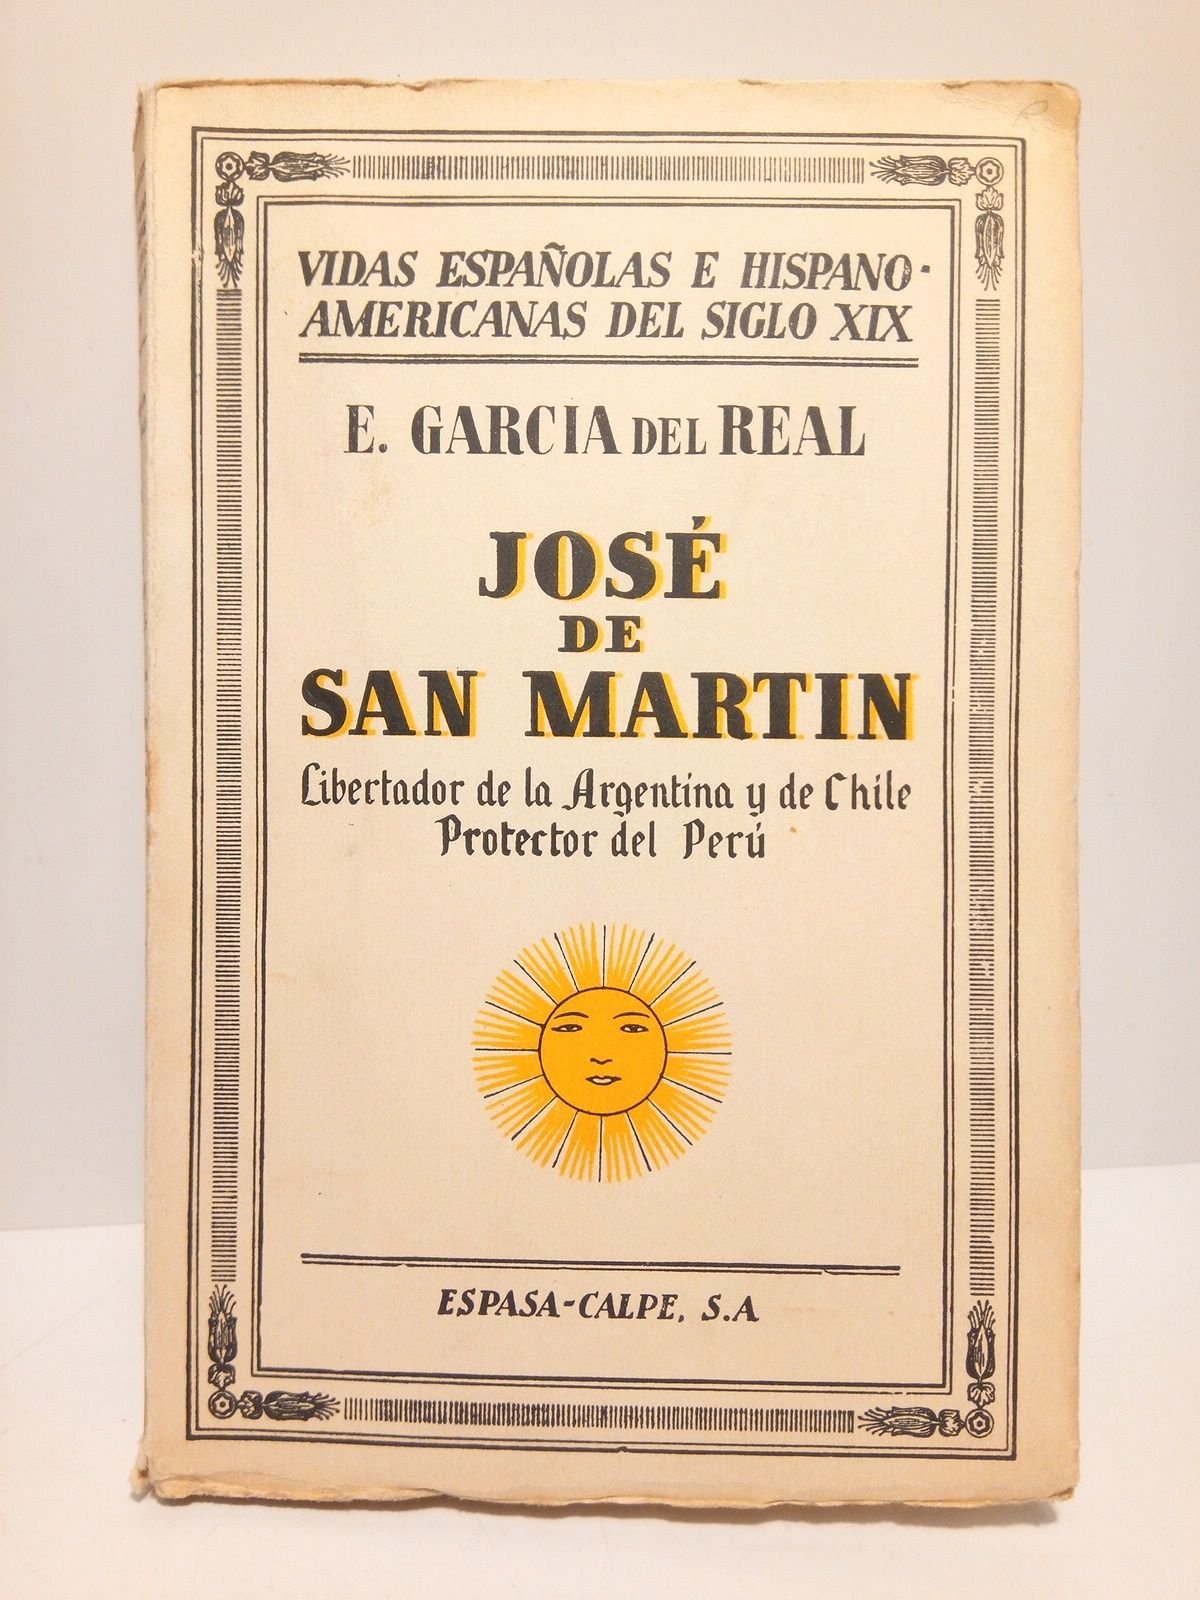 VIDAS ESPAÑOLAS E HISPANO-
AMERICANAS DEL SIGLO XIX
E. GARCIA DEL REAL
JOSÉ
DE
SAN MARTIN
Libertador de la Argentina y de Chile
Protector del Perú
ESPASA-CALPE, S.A